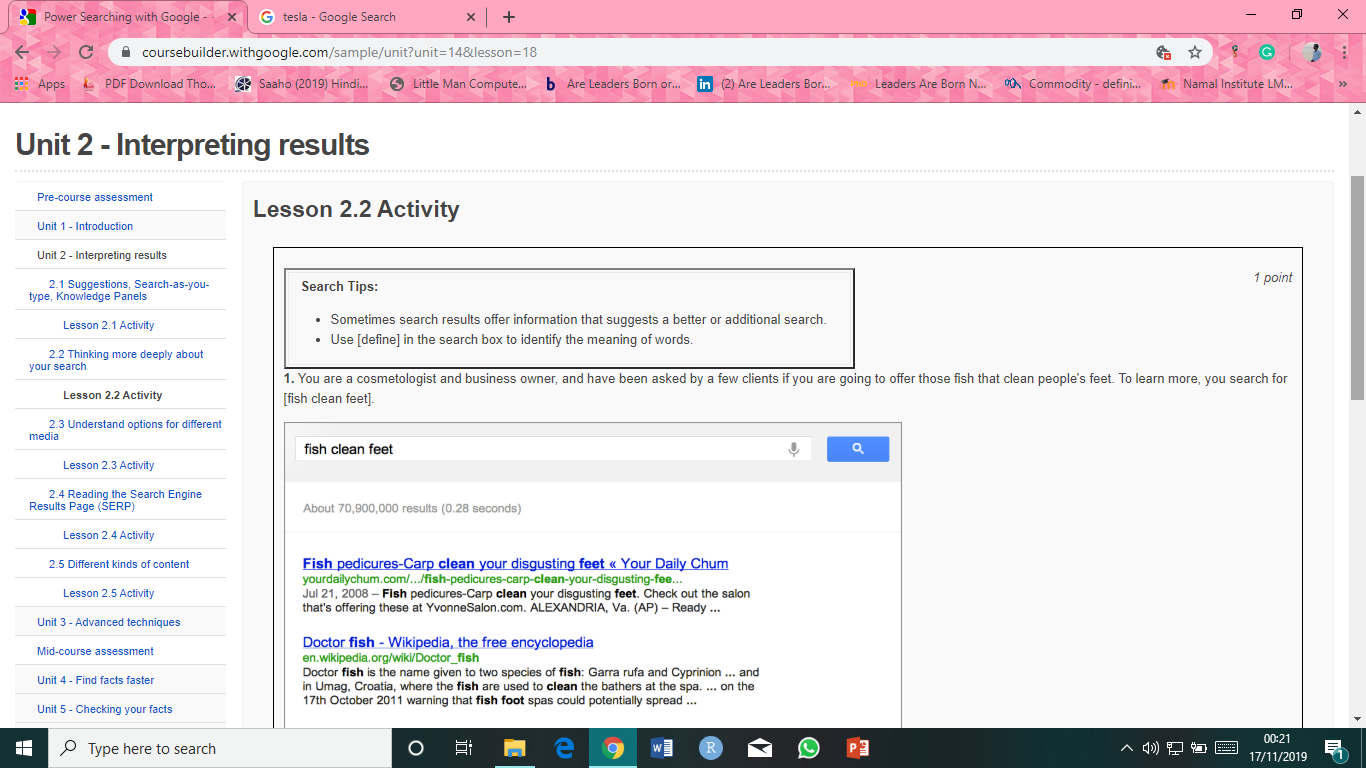 Power Searching with Google -
tesla - Google Search
coursebuilder.withgoogle.com/sample/unit?unit=14&lesson=18
Apps
PDF Download Tho...
Saaho (2019) Hindi...
Little Man Compute...
Are Leaders Born or...
(2) Are Leaders Bor...
Leaders Are Born N...
Commodity - defini...
Namal Institute LM...
»
Unit 2 - Interpreting results
Pre-course assessment
Unit 1 - Introduction
Unit 2 - Interpreting results
2.1 Suggestions, Search-as-you-
type, Knowledge Panels
Lesson 2.1 Activity
2.2 Thinking more deeply about
your search
Lesson 2.2 Activity
2.3 Understand options for different
media
Lesson 2.3 Activity
2.4 Reading the Search Engine
Results Page (SERP)
Lesson 2.4 Activity
2.5 Different kinds of content
Lesson 2.5 Activity
Unit 3 - Advanced techniques
Mid-course assessment
Unit 4 - Find facts faster
Unit 5 - Checking your facts
Lesson 2.2 Activity
1 point
Search Tips:
• Sometimes search results offer information that suggests a better or additional search.
• Use [define] in the search box to identify the meaning of words.
1. You are a cosmetologist and business owner, and have been asked by a few clients if you are going to offer those fish that clean people's feet. To learn more, you search for
[fish clean feet].
fish clean feet
About 70,900,000 results (0.28 seconds)
Fish pedicures-Carp clean your disgusting feet « Your Daily Chum
yourdailychum.com/.../fish-pedicures-carp-clean-your-disgusting-fee...
Jul 21, 2008 – Fish pedicures-Carp clean your disgusting feet. Check out the salon
that's offering these at YvonneSalon.com. ALEXANDRIA, Va. (AP) – Ready ...
Doctor fish - Wikipedia, the free encyclopedia
en.wikipedia.org/wiki/Doctor_fish
Doctor fish is the name given to two species of fish: Garra rufa and Cyprinion ... and
in Umag, Croatia, where the fish are used to clean the bathers at the spa. ... on the
17th October 2011 warning that fish foot spas could potentially spread ...
Type here to search
00:21
17/11/2019
1